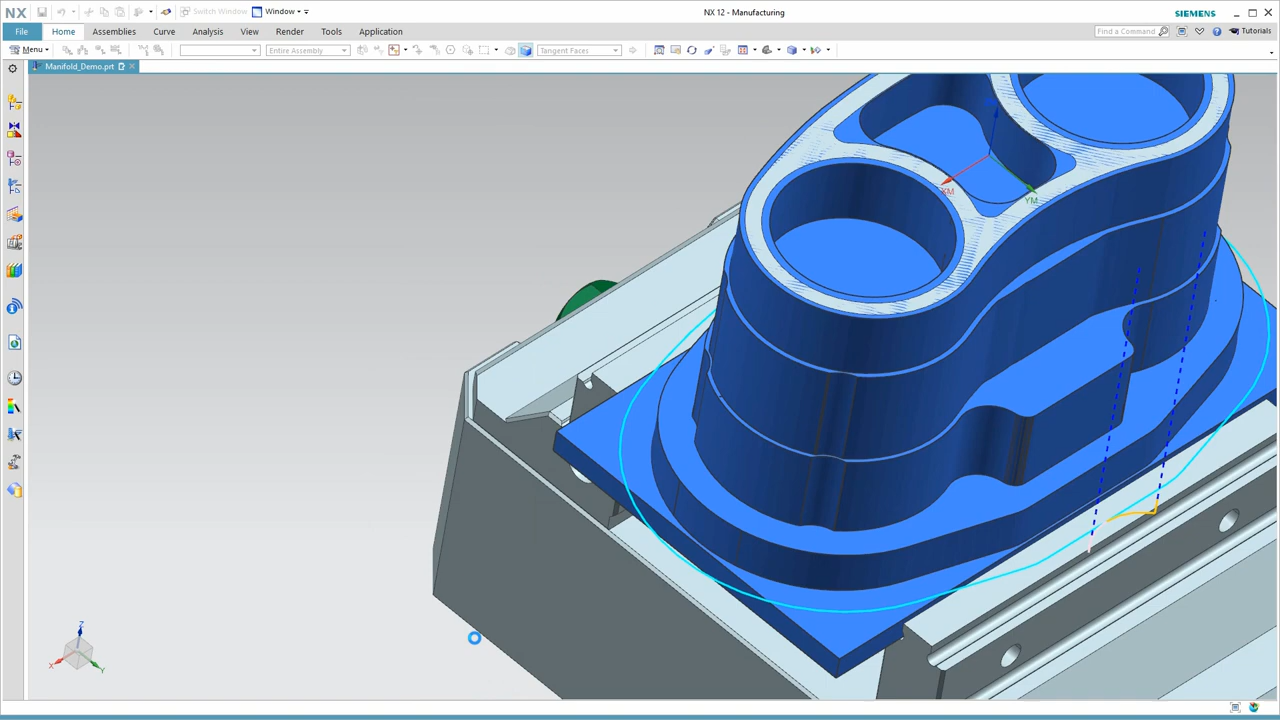 NX Switch Window Window NX 12 - Manufacturing SIEMENS
File Home Assemblies Curve Analysis View Render Tools Application Find a Command Tutorials
Menu Entire Assembly Tangent Faces
Manifold_Demo.prt
XM
YM
Z
X
Y